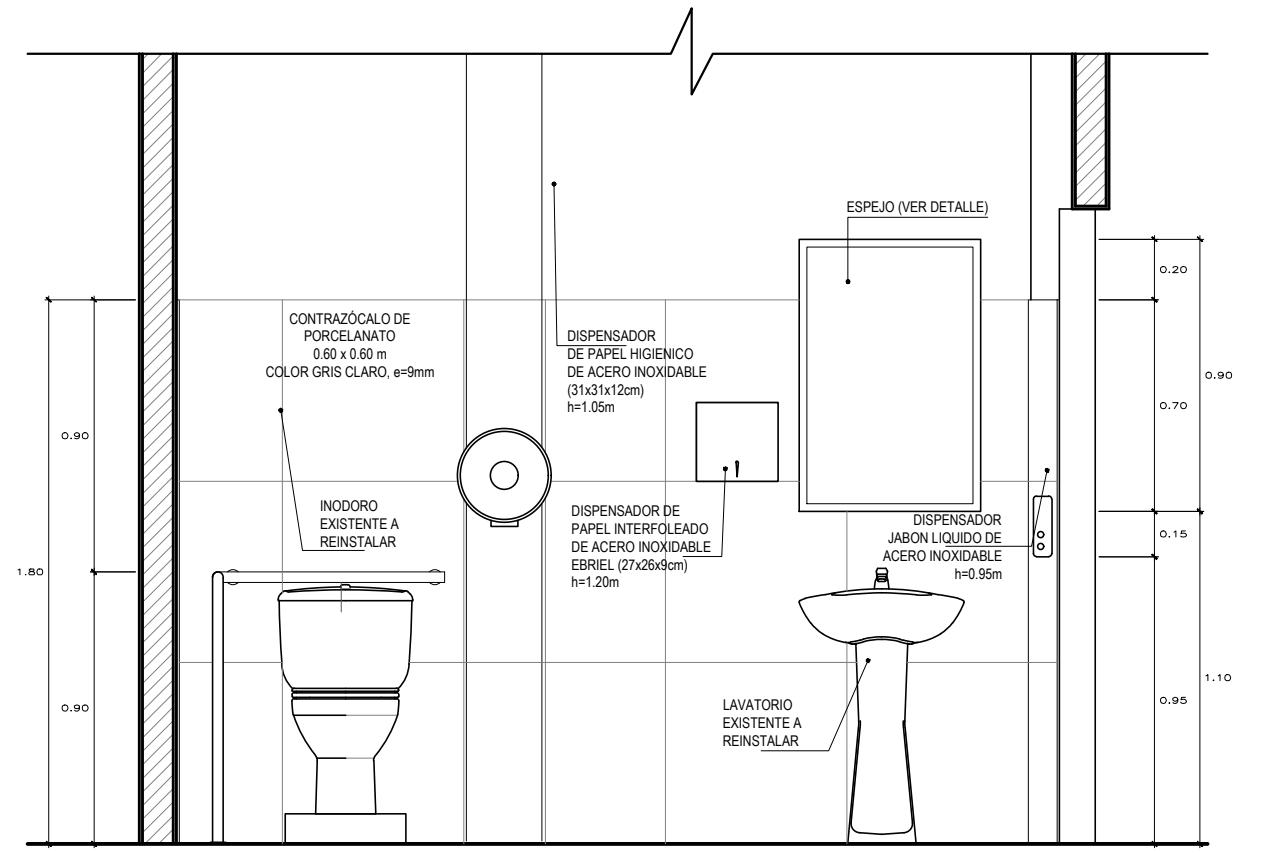 ESPEJO (VER DETALLE)
0.20
CONTRAZÓCALO DE
PORCELANATO
0.60 x 0.60 m
COLOR GRIS CLARO, e=9mm
DISPENSADOR
DE PAPEL HIGIENICO
DE ACERO INOXIDABLE
(31x31x12cm)
h=1.05m
0.90
0.70
0.90
INODORO
EXISTENTE A
REINSTALAR
DISPENSADOR DE
PAPEL INTERFOLEADO
DE ACERO INOXIDABLE
EBRIEL (27x26x9cm)
h=1.20m
DISPENSADOR
JABON LIQUIDO DE
ACERO INOXIDABLE
h=0.95m
0.15
1.80
1.10
0.90
0.95
LAVATORIO
EXISTENTE A
REINSTALAR